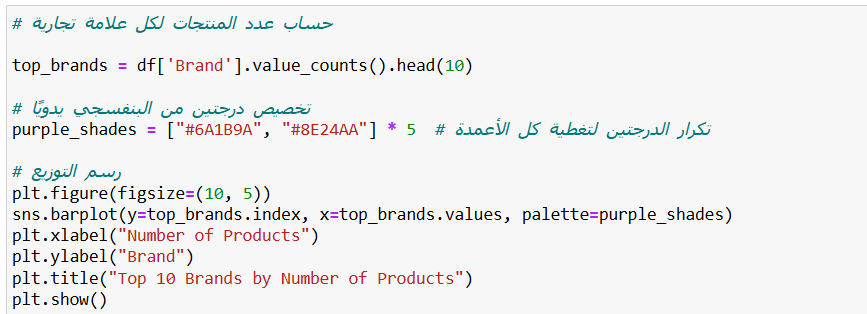 # حساب عدد المنتجات لكل علامة تجارية
top_brands = df['Brand'].value_counts().head(10)
# تخصيص درجتين من البنفسجي يدويًا
purple_shades = ["#6A1B9A", "#8E24AA"] * 5  # تكرار الدرجتين لتغطية كل الأعمدة
# رسم التوزيع
plt.figure(figsize=(10, 5))
sns.barplot(y=top_brands.index, x=top_brands.values, palette=purple_shades)
plt.xlabel("Number of Products")
plt.ylabel("Brand")
plt.title("Top 10 Brands by Number of Products")
plt.show()